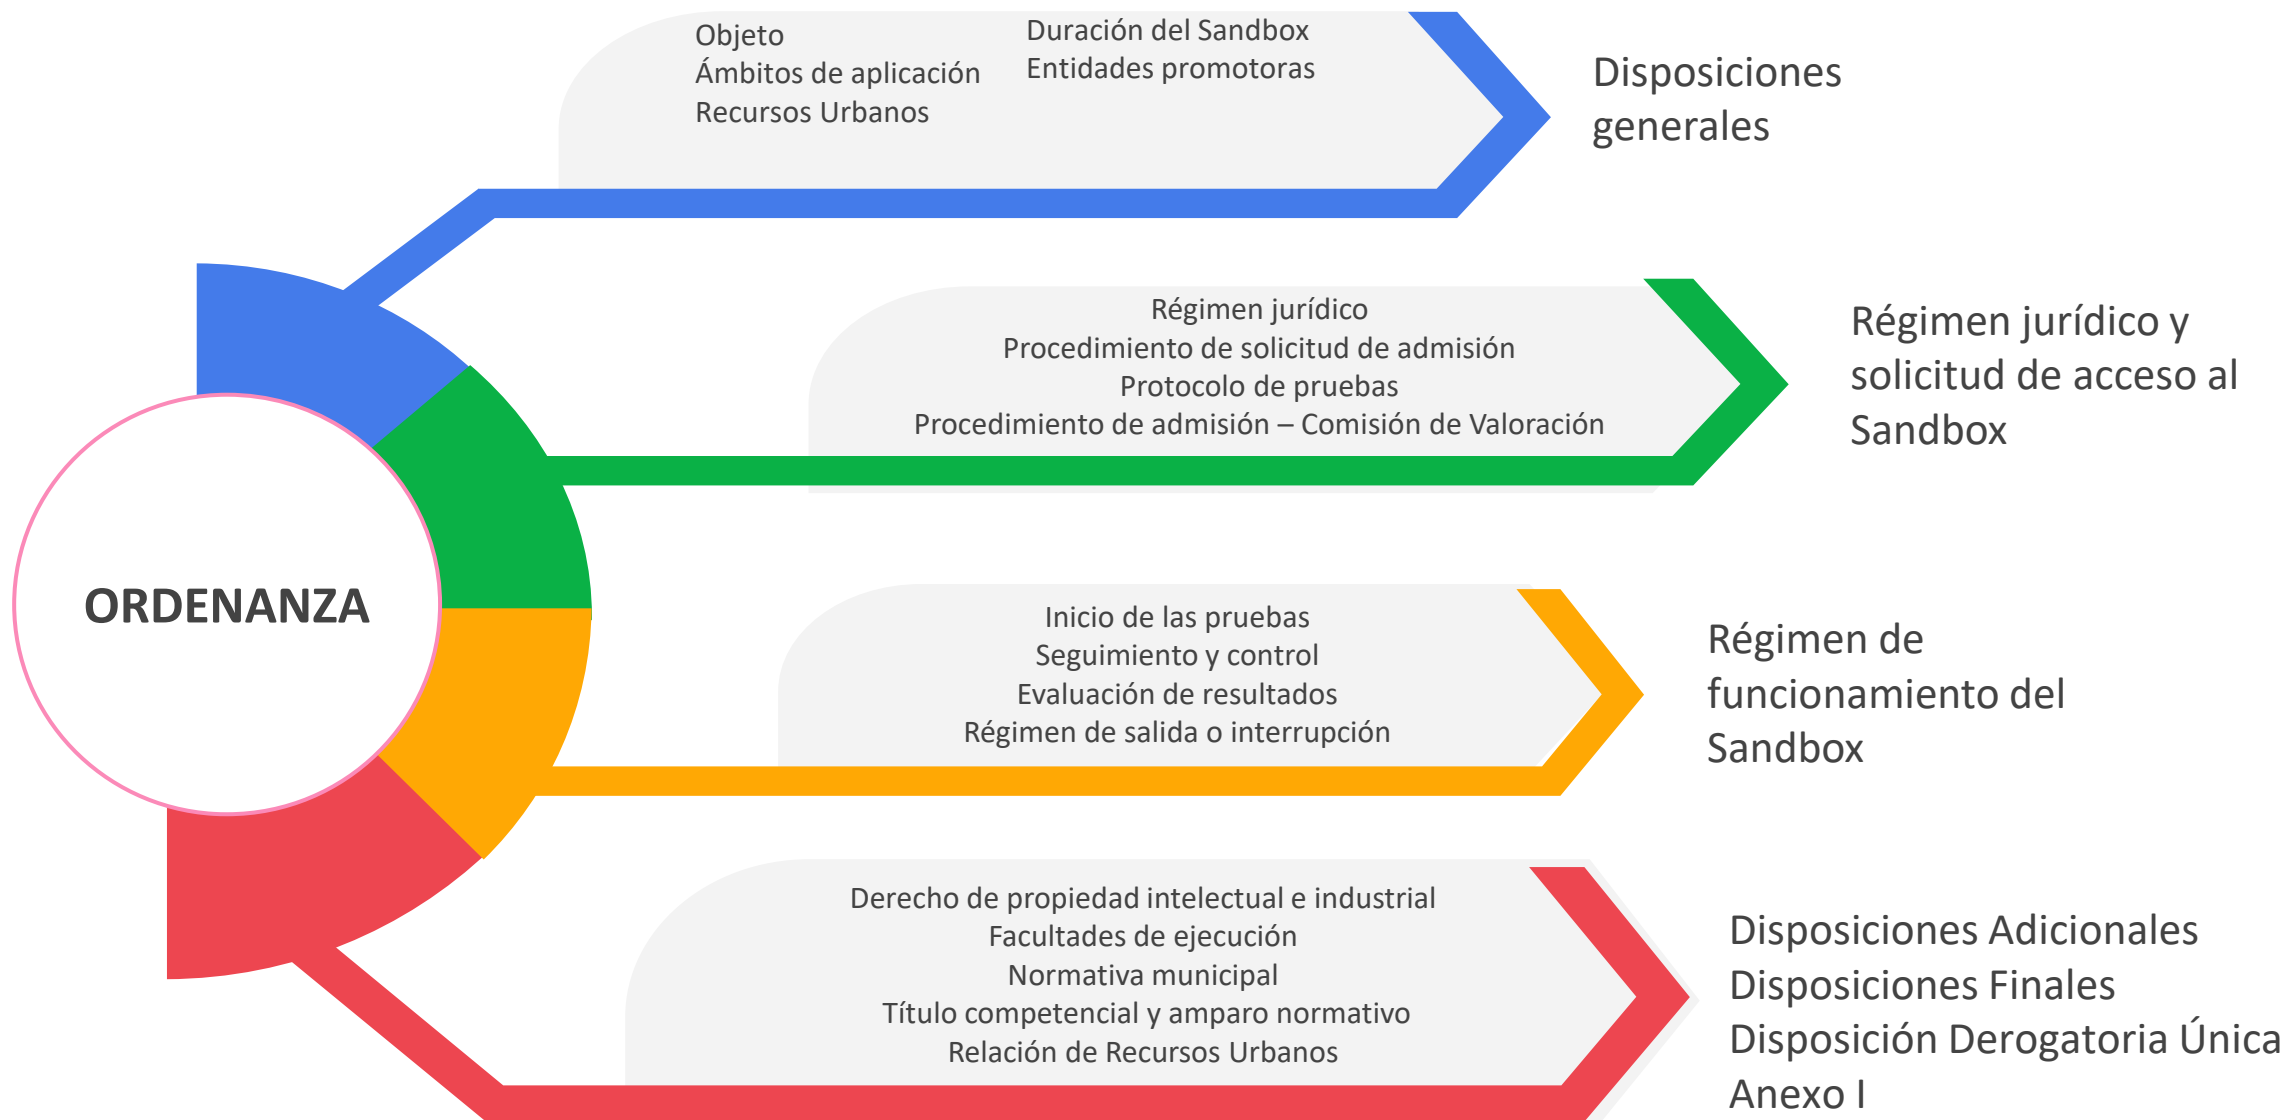 Objeto
Ámbitos de aplicación
Recursos Urbanos
Duración del Sandbox
Entidades promotoras
Disposiciones
generales
Régimen jurídico
Procedimiento de solicitud de admisión
Protocolo de pruebas
Procedimiento de admisión – Comisión de Valoración
Régimen jurídico y
solicitud de acceso al
Sandbox
ORDENANZA
Inicio de las pruebas
Seguimiento y control
Evaluación de resultados
Régimen de salida o interrupción
Régimen de
funcionamiento del
Sandbox
Derecho de propiedad intelectual e industrial
Facultades de ejecución
Normativa municipal
Título competencial y amparo normativo
Relación de Recursos Urbanos
Disposiciones Adicionales
Disposiciones Finales
Disposición Derogatoria Única
Anexo I